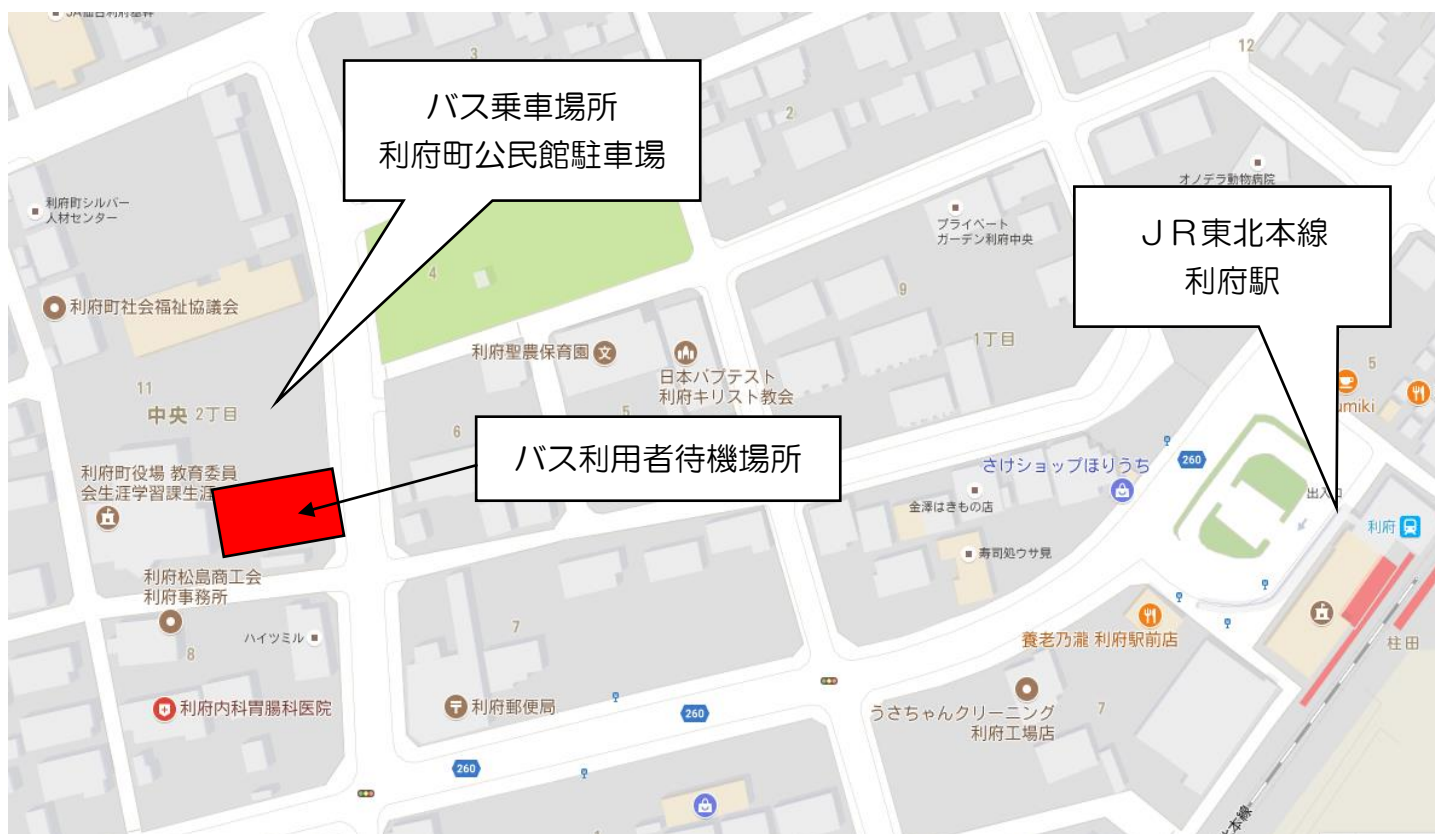 JA仙台利府基幹
3
12
バス乗車場所
利府町公民館駐車場
2
オノデラ動物病院
利府町シルバー
人材センター
プライベート
ガーデン利府中央
JR東北本線
利府駅
4
9
利府町社会福祉協議会
1丁目
利府聖農保育園
日本バプテスト
利府キリスト教会
5
5
umiki
11
中央 2丁目
6
バス利用者待機場所
さけショップほりうち
260
利府町役場 教育委員
会生涯学習課生涯
金澤はきもの店
出入口
利府
寿司処ウサ見
利府松島商工会
利府事務所
ハイツミル
7
養老乃瀧 利府駅前店
柱田
8
利府内科胃腸科医院
利府郵便局
260
うさちゃんクリーニング
利府工場店
7
260
本線